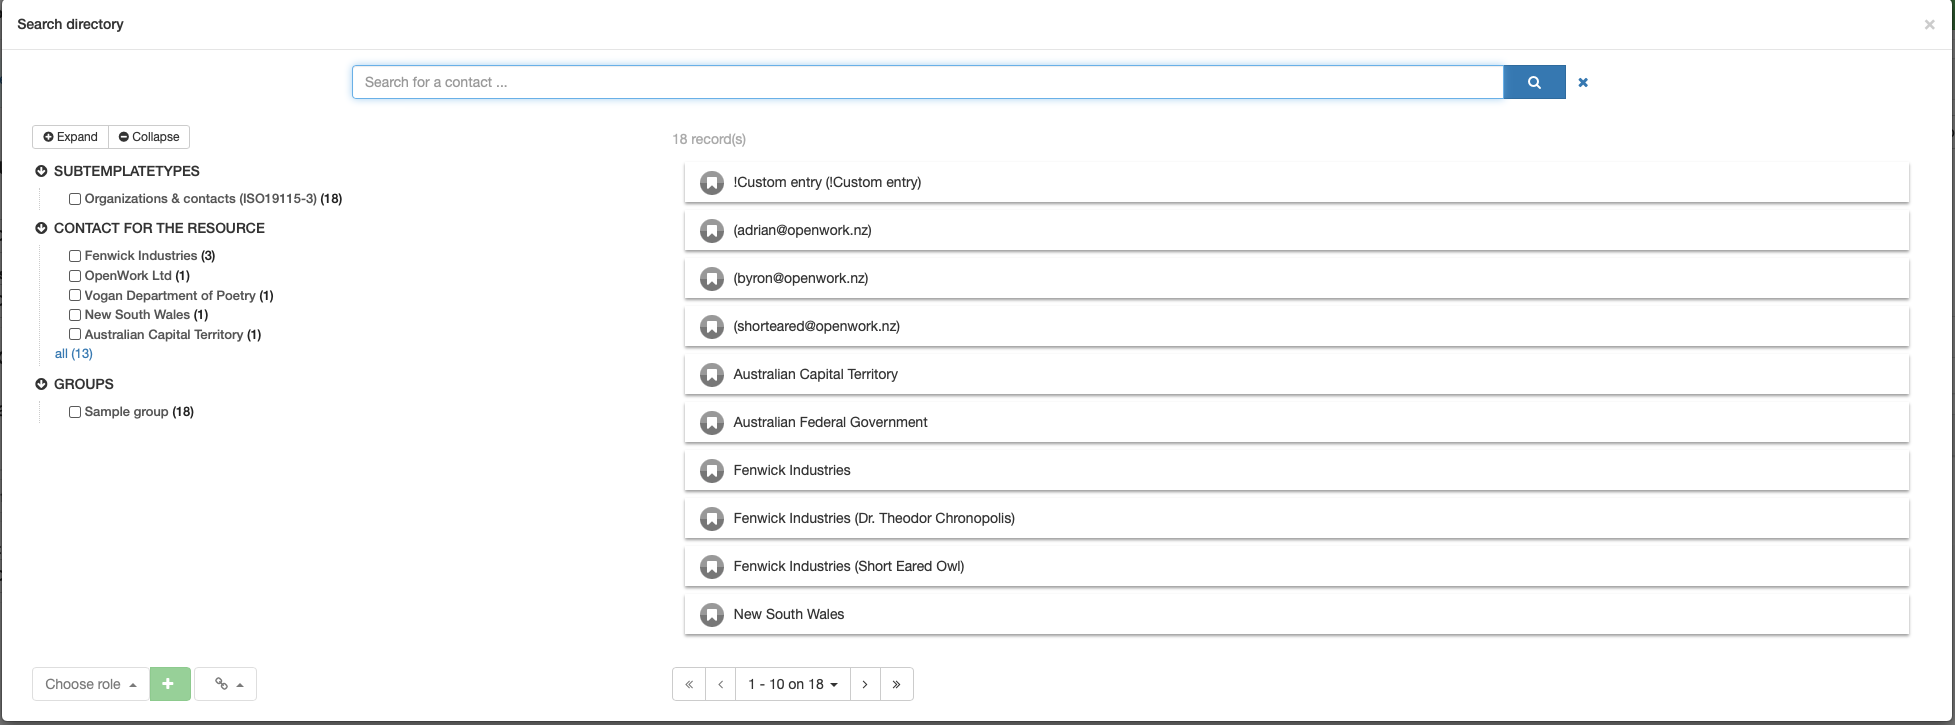 Search directory
×
Search for a contact ...
Expand
Collapse
18 record(s)
SUBTEMPLATETYPES
Organizations & contacts (ISO19115-3) (18)
CONTACT FOR THE RESOURCE
Fenwick Industries (3)
OpenWork Ltd (1)
Vogan Department of Poetry (1)
New South Wales (1)
Australian Capital Territory (1)
all (13)
GROUPS
Sample group (18)
!Custom entry (!Custom entry)
(adrian@openwork.nz)
(byron@openwork.nz)
(shorteared@openwork.nz)
Australian Capital Territory
Australian Federal Government
Fenwick Industries
Fenwick Industries (Dr. Theodor Chronopolis)
Fenwick Industries (Short Eared Owl)
New South Wales
Choose role
« ‹ 1 - 10 on 18 › »